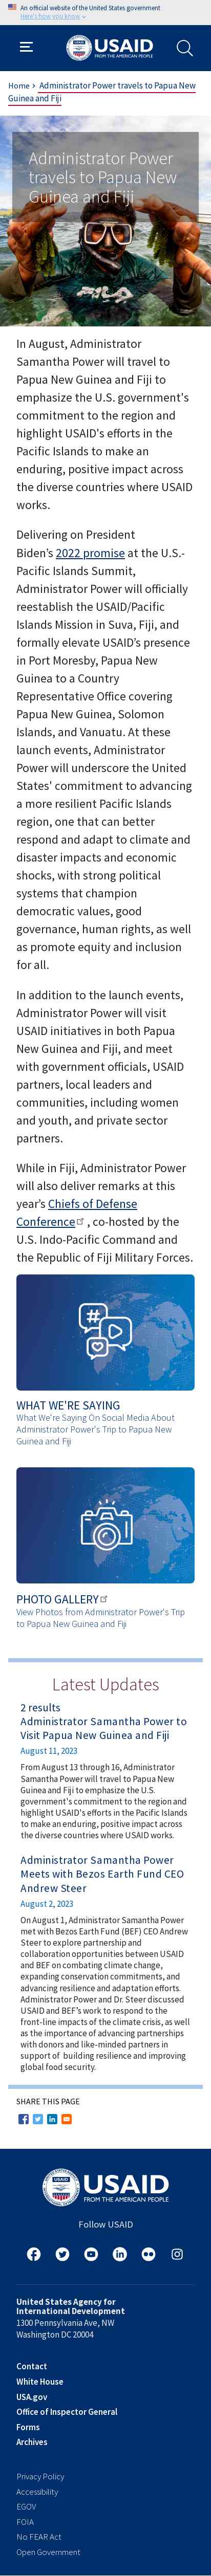 An official website of the United States government
Here's how you know
USAID
FROM THE AMERICAN PEOPLE
Home › Administrator Power travels to Papua New
Guinea and Fiji
Administrator Power
travels to Papua New
Guinea and Fiji
In August, Administrator
Samantha Power will travel to
Papua New Guinea and Fiji to
emphasize the U.S. government's
commitment to the region and
highlight USAID's efforts in the
Pacific Islands to make an
enduring, positive impact across
the diverse countries where USAID
works.
Delivering on President
Biden's 2022 promise at the U.S.-
Pacific Islands Summit,
Administrator Power will officially
reestablish the USAID/Pacific
Islands Mission in Suva, Fiji, and
formally elevate USAID's presence
in Port Moresby, Papua New
Guinea to a Country
Representative Office covering
Papua New Guinea, Solomon
Islands, and Vanuatu. At these
launch events, Administrator
Power will underscore the United
States' commitment to advancing
a more resilient Pacific Islands
region, one that can better
respond and adapt to climate and
disaster impacts and economic
shocks, with strong political
systems that champion
democratic values, good
governance, human rights, as well
as promote equity and inclusion for
all.
In addition to the launch events,
Administrator Power will visit
USAID initiatives in both Papua
New Guinea and Fiji, and meet
with government officials, USAID
partners, local leaders and
communities, including women
and youth, and private sector
partners.
While in Fiji, Administrator Power
will also deliver remarks at this
year's Chiefs of Defense
Conference , co-hosted by the
U.S. Indo-Pacific Command and
the Republic of Fiji Military Forces.
WHAT WE'RE SAYING
What We're Saying On Social Media About
Administrator Power's Trip to Papua New
Guinea and Fiji
PHOTO GALLERY
View Photos from Administrator Power's Trip
to Papua New Guinea and Fiji
Latest Updates
2 results
Administrator Samantha Power to
Visit Papua New Guinea and Fiji
August 11, 2023
From August 13 through 16, Administrator
Samantha Power will travel to Papua New
Guinea and Fiji to emphasize the U.S.
government's commitment to the region and
highlight USAID's efforts in the Pacific Islands
to make an enduring, positive impact across
the diverse countries where USAID works.
Administrator Samantha Power
Meets with Bezos Earth Fund CEO
Andrew Steer
August 2, 2023
On August 1, Administrator Samantha Power
met with Bezos Earth Fund (BEF) CEO Andrew
Steer to explore partnership and
collaboration opportunities between USAID
and BEF on combating climate change,
expanding conservation commitments, and
advancing resilience and adaptation efforts.
Administrator Power and Dr. Steer discussed
USAID and BEF's work to respond to the
front-lying impacts of the climate crisis, as well
as the importance of advancing partnerships
with donors and like-minded partners in
support of building resilience and improving
global food security.
SHARE THIS PAGE
USAID
FROM THE AMERICAN PEOPLE
Follow USAID
United States Agency for
International Development
1300 Pennsylvania Ave, NW
Washington DC 20004
Contact
White House
USA.gov
Office of Inspector General
Forms
Archives
Privacy Policy
Accessibility
EGOV
FOIA
No FEAR Act
Open Government